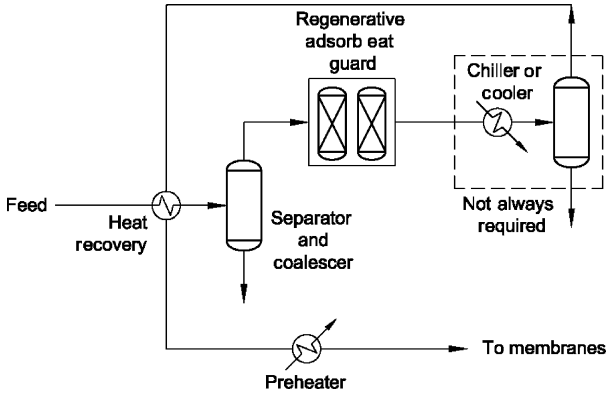 Regenerative
adsorb eat
guard
Chiller or
cooler
Feed
Heat
recovery
Separator
and
coalescer
Not always
required
To membranes
Preheater